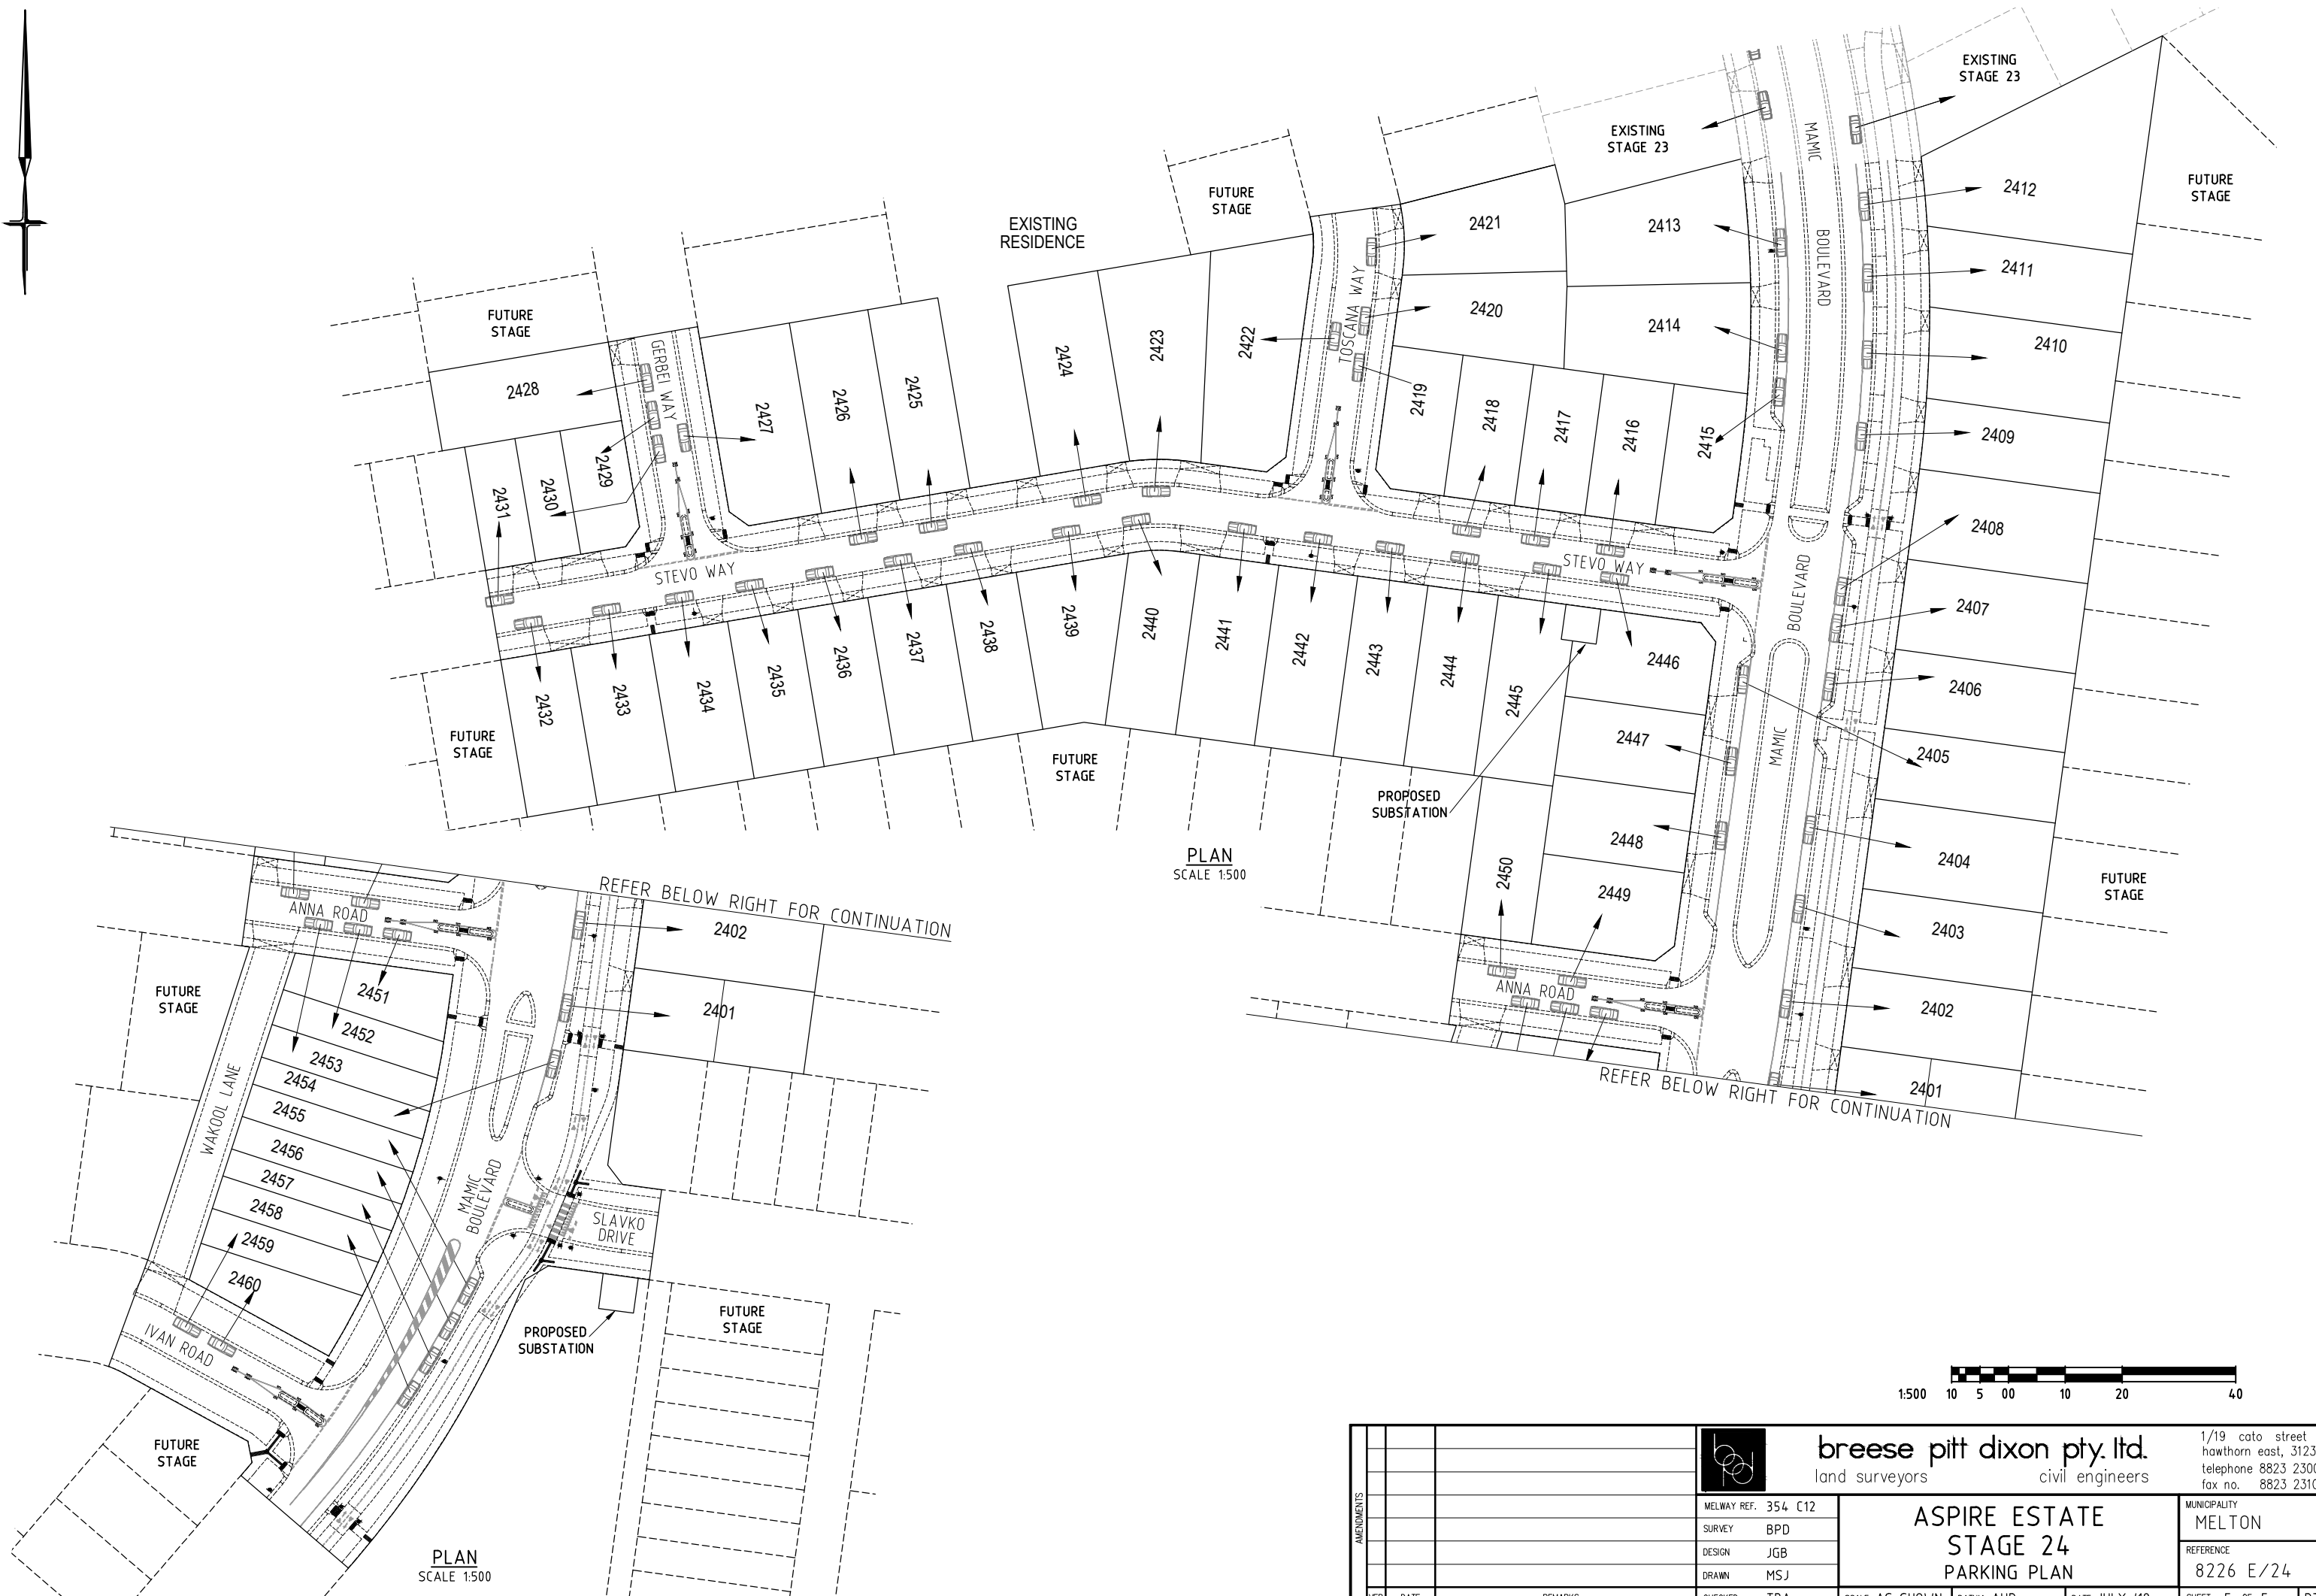 EXISTING
STAGE 23
EXISTING
STAGE 23
MAMIC
BOULEVARD
2412
FUTURE
STAGE
2411
2410
2409
2408
2407
2406
2405
2404
2403
2402
2401
FUTURE
STAGE
FUTURE
STAGE
EXISTING
RESIDENCE
2421
2413
2420
2414
TOSCANA WAY
2422
2423
2424
2419
2418
2417
2416
2415
FUTURE
STAGE
GERBEI WAY
2428
2427
2426
2425
2431
2430
2429
STEVO WAY
STEVO WAY
BOULEVARD
MAMIC
2432
2433
2434
2435
2436
2437
2438
2439
2440
2441
2442
2443
2444
2445
2446
2447
2448
2449
2450
FUTURE
STAGE
FUTURE
STAGE
PROPOSED
SUBSTATION
PLAN
SCALE 1:500
ANNA ROAD
REFER BELOW RIGHT FOR CONTINUATION
REFER BELOW RIGHT FOR CONTINUATION
ANNA ROAD
2402
2401
FUTURE
STAGE
WAKOOL LANE
2451
2452
2453
2454
2455
2456
2457
2458
2459
2460
MAMIC
BOULEVARD
SLAVKO
DRIVE
IVAN ROAD
PROPOSED
SUBSTATION
FUTURE
STAGE
FUTURE
STAGE
PLAN
SCALE 1:500
1:500 10 5 00 10 20 40
AMENDMENTS
bpd
breese pitt dixon pty. ltd.
land surveyors civil engineers
1/19 cato street
hawthorn east, 3123
telephone 8823 2300
fax no. 8823 2310
MELWAY REF. 354 C12
SURVEY BPD
DESIGN JGB
DRAWN MSJ
ASPIRE ESTATE
STAGE 24
PARKING PLAN
MUNICIPALITY
MELTON
REFERENCE
8226 E/24